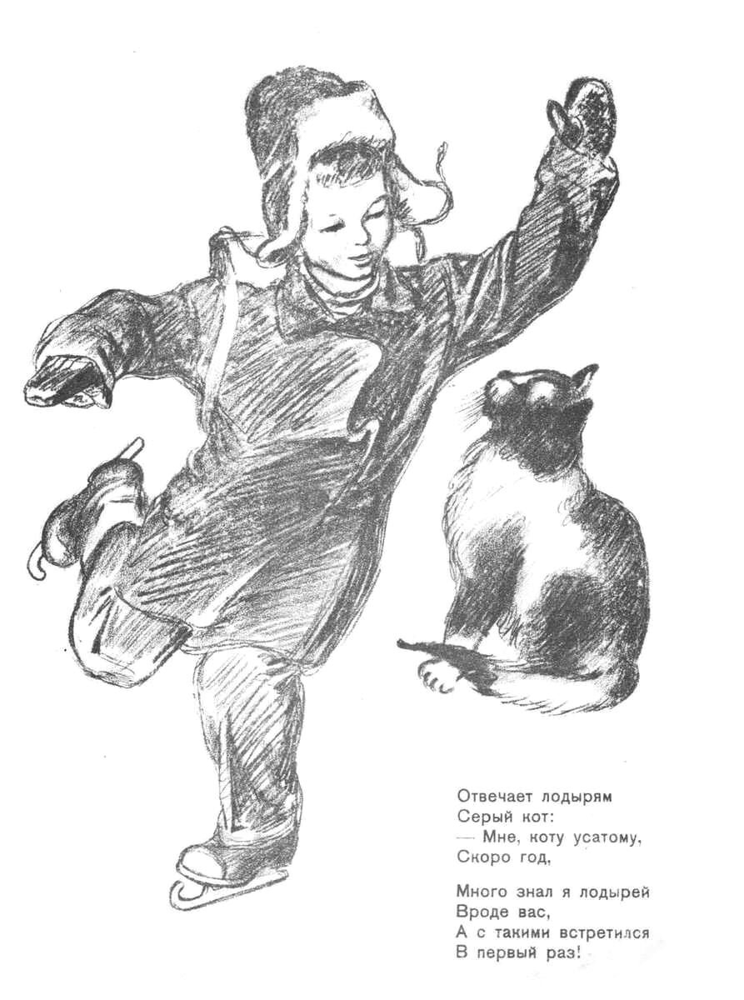 Отвечает лодырям
Серый кот:
— Мне, коту усатому,
Скоро год,
Много знал я лодырей
Вроде вас,
А с такими встретился
В первый раз!